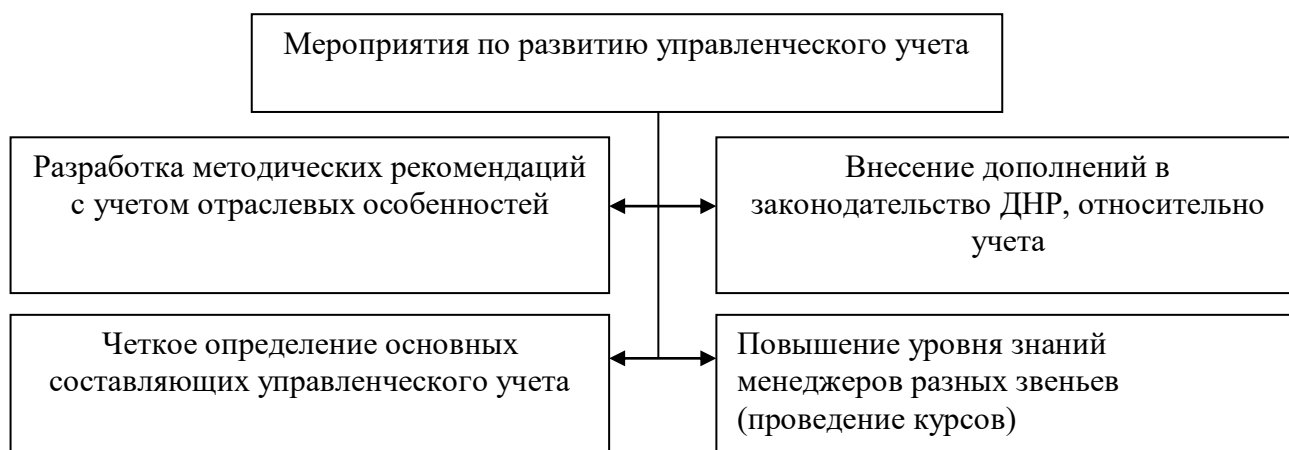 Мероприятия по развитию управленческого учета
Разработка методических рекомендаций
с учетом отраслевых особенностей
Внесение дополнений в
законодательство ДНР, относительно
учета
Четкое определение основных
составляющих управленческого учета
Повышение уровня знаний
менеджеров разных звеньев
(проведение курсов)